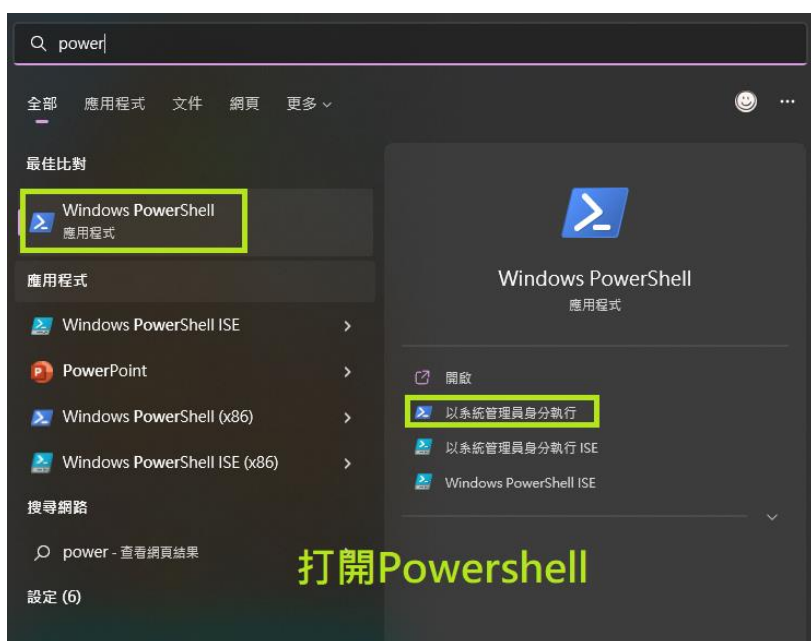 power
全部 應用程式 文件 網頁 更多
最佳比對
Windows PowerShell
應用程式
應用程式
Windows PowerShell ISE
PowerPoint
Windows PowerShell (x86)
Windows PowerShell ISE (x86)
搜尋網路
power - 查看網頁結果
設定 (6)
Windows PowerShell
應用程式
開啟
以系統管理員身分執行
以系統管理員身分執行 ISE
Windows PowerShell ISE
打開Powershell